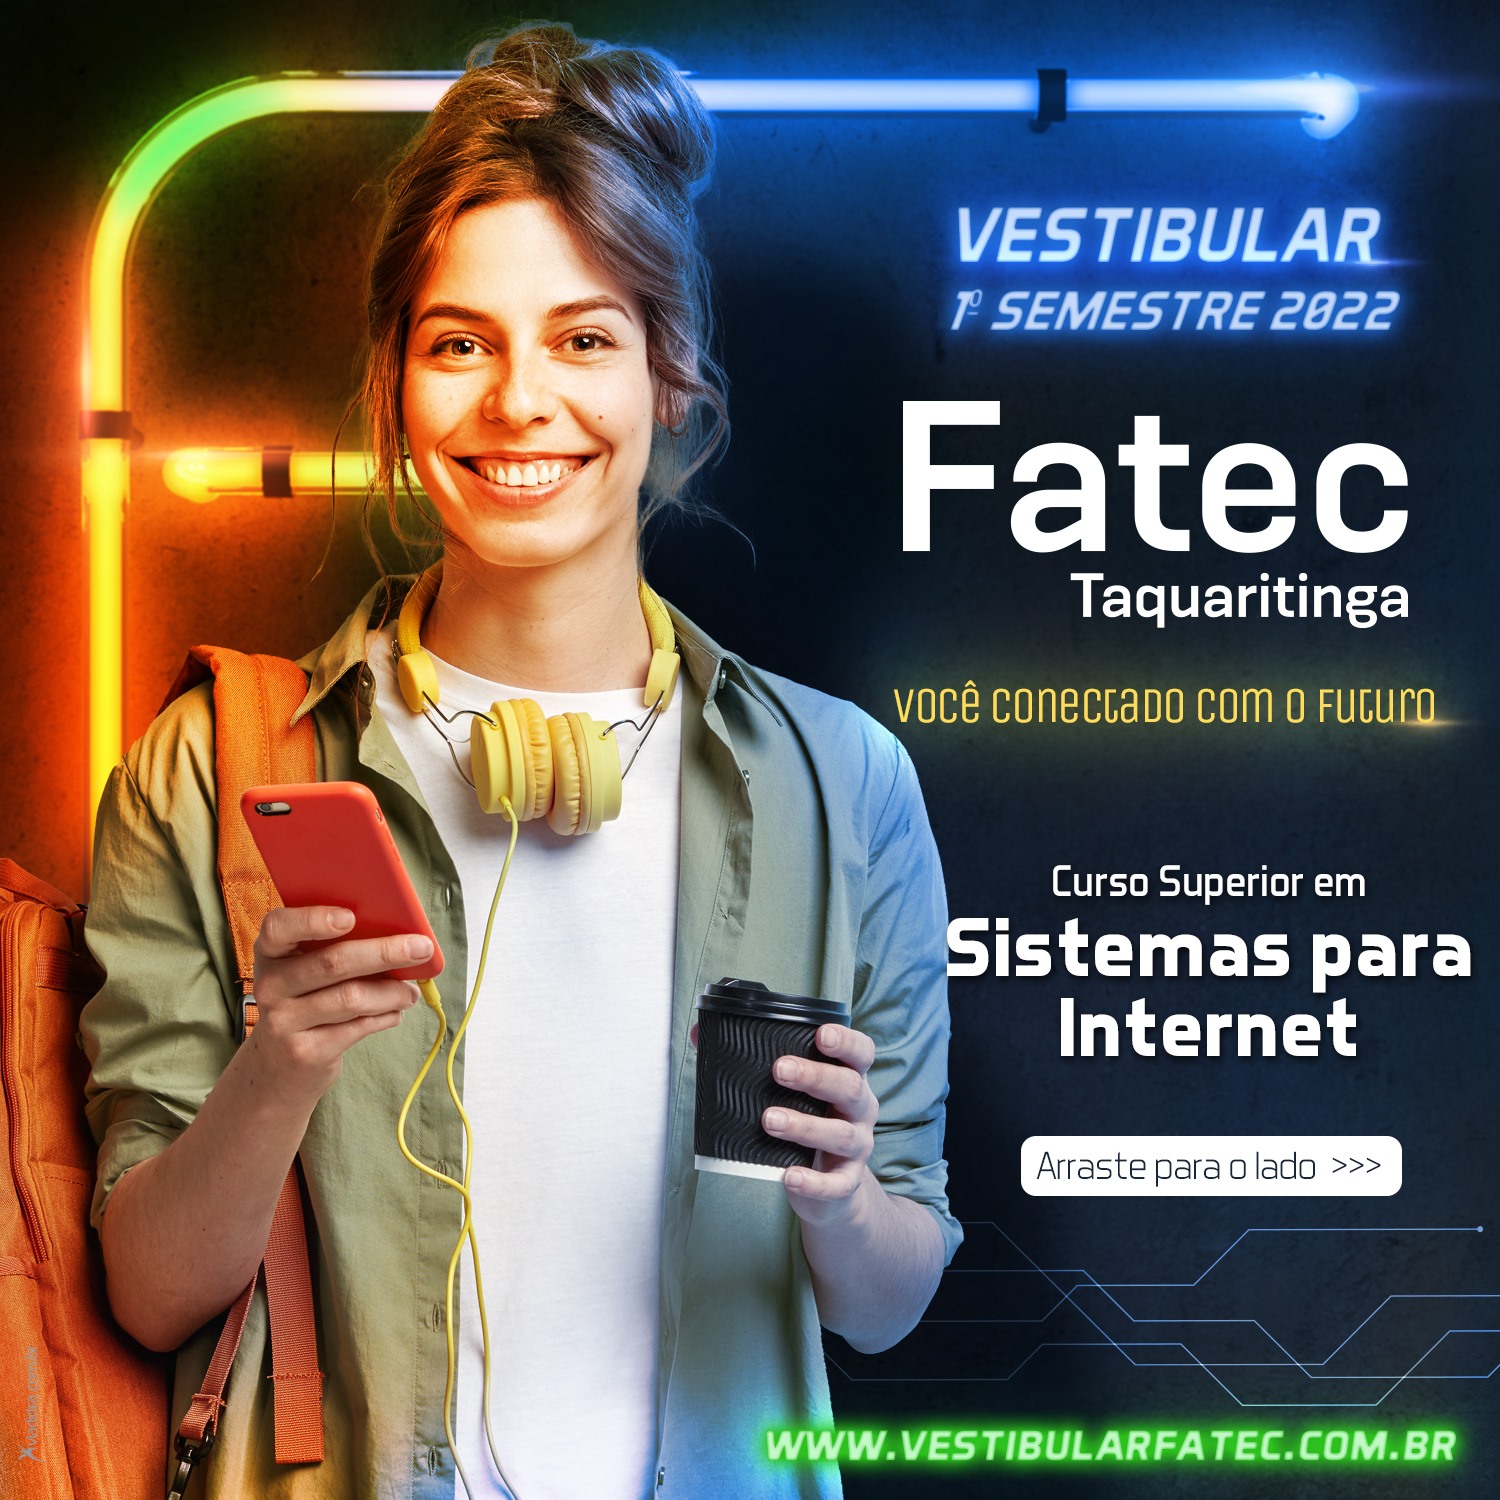 VESTIBULAR
1º SEMESTRE 2022
Fatec
Taquaritinga
você conectado com o futuro
Curso Superior em
Sistemas para
Internet
Arraste para o lado >>>
WWW.VESTIBULARFATEC.COM.BR